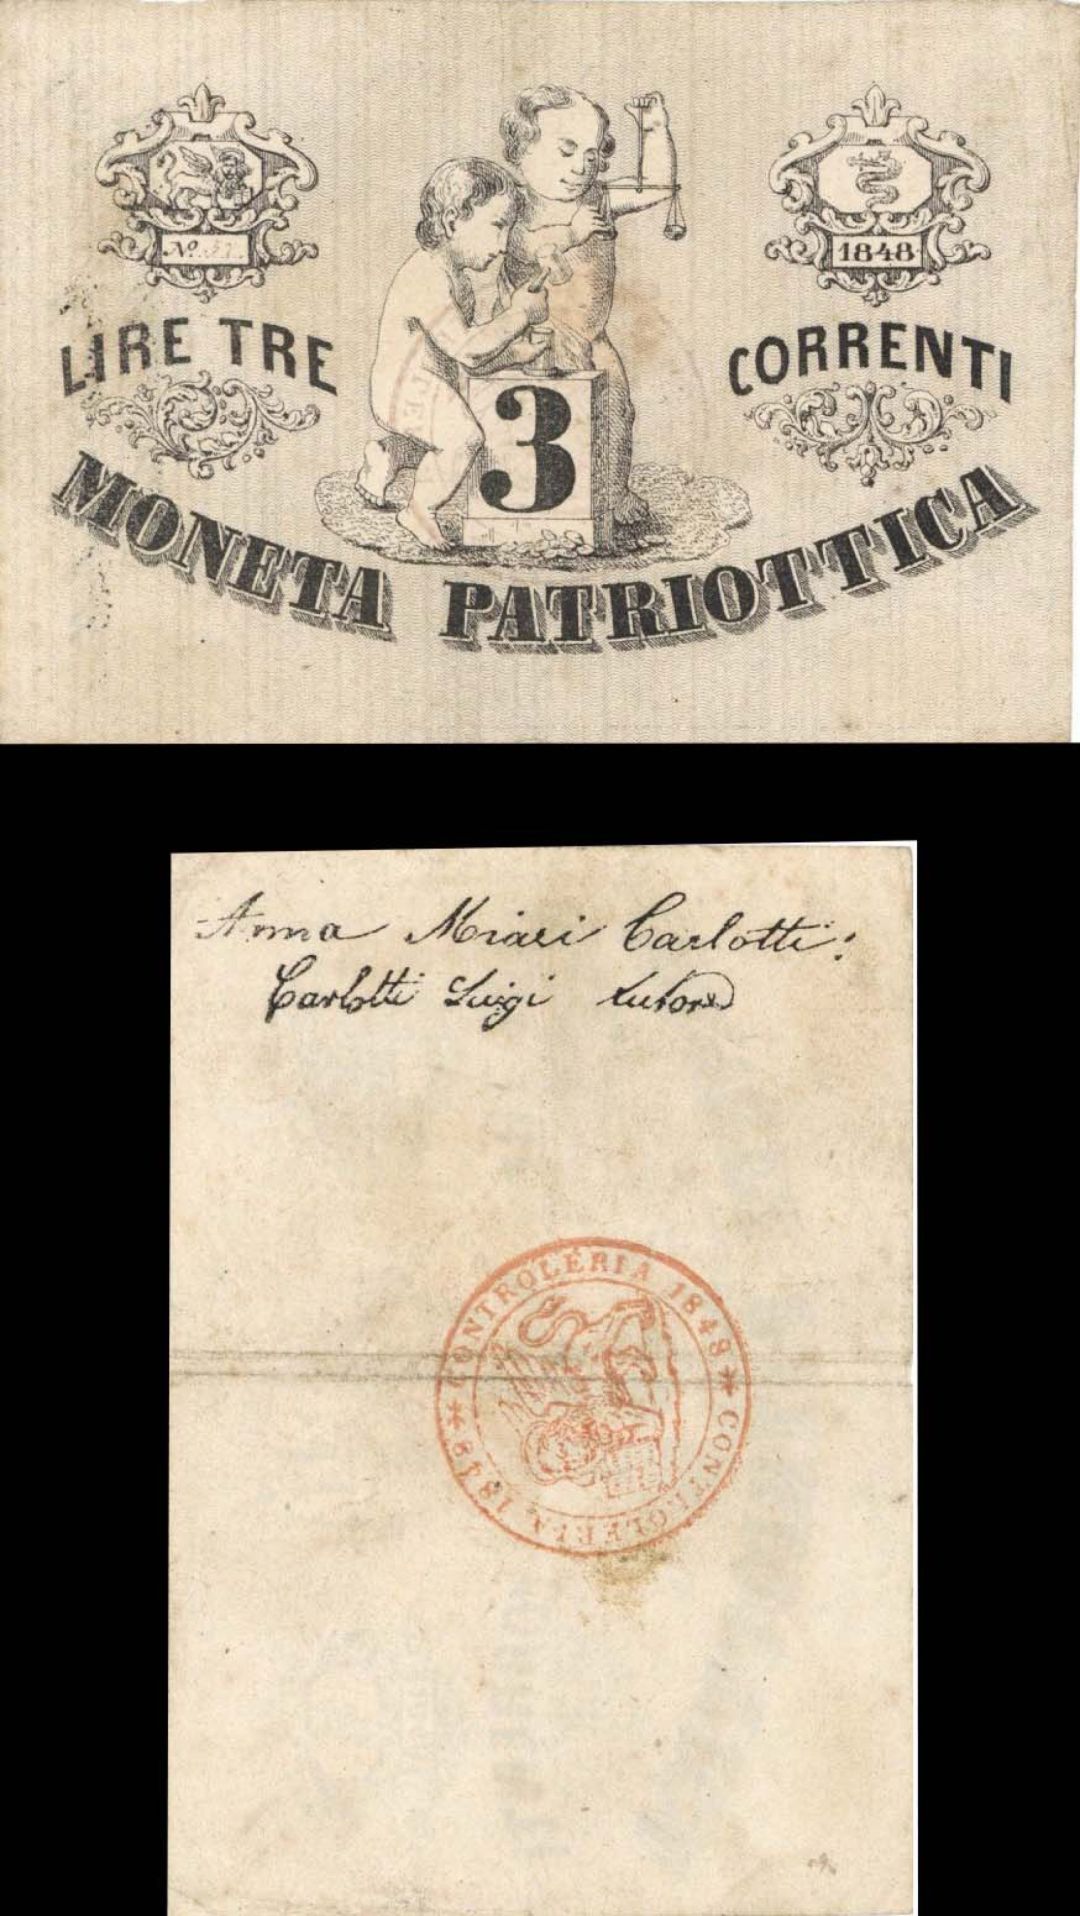 Nº.
1848
LIRE TRE
CORRENTI
3
MONETA PATRIOTTICA
Anna Miari Carlotti:
Carlotti Luigi tutore
CONTROLERIA 1848 * CONTROLERIA 1848 *